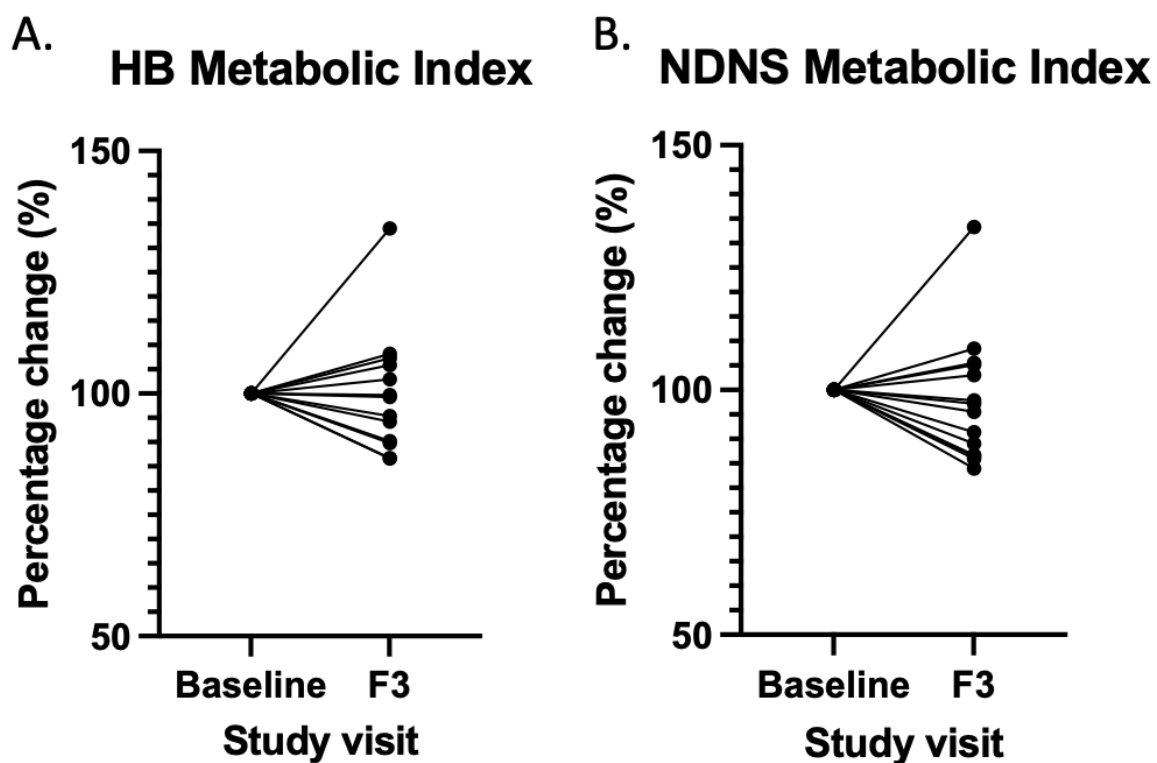 A.
HB Metabolic Index
Percentage change (%)
150
100
50
Baseline F3
Study visit
B.
NDNS Metabolic Index
Percentage change (%)
150
100
50
Baseline F3
Study visit